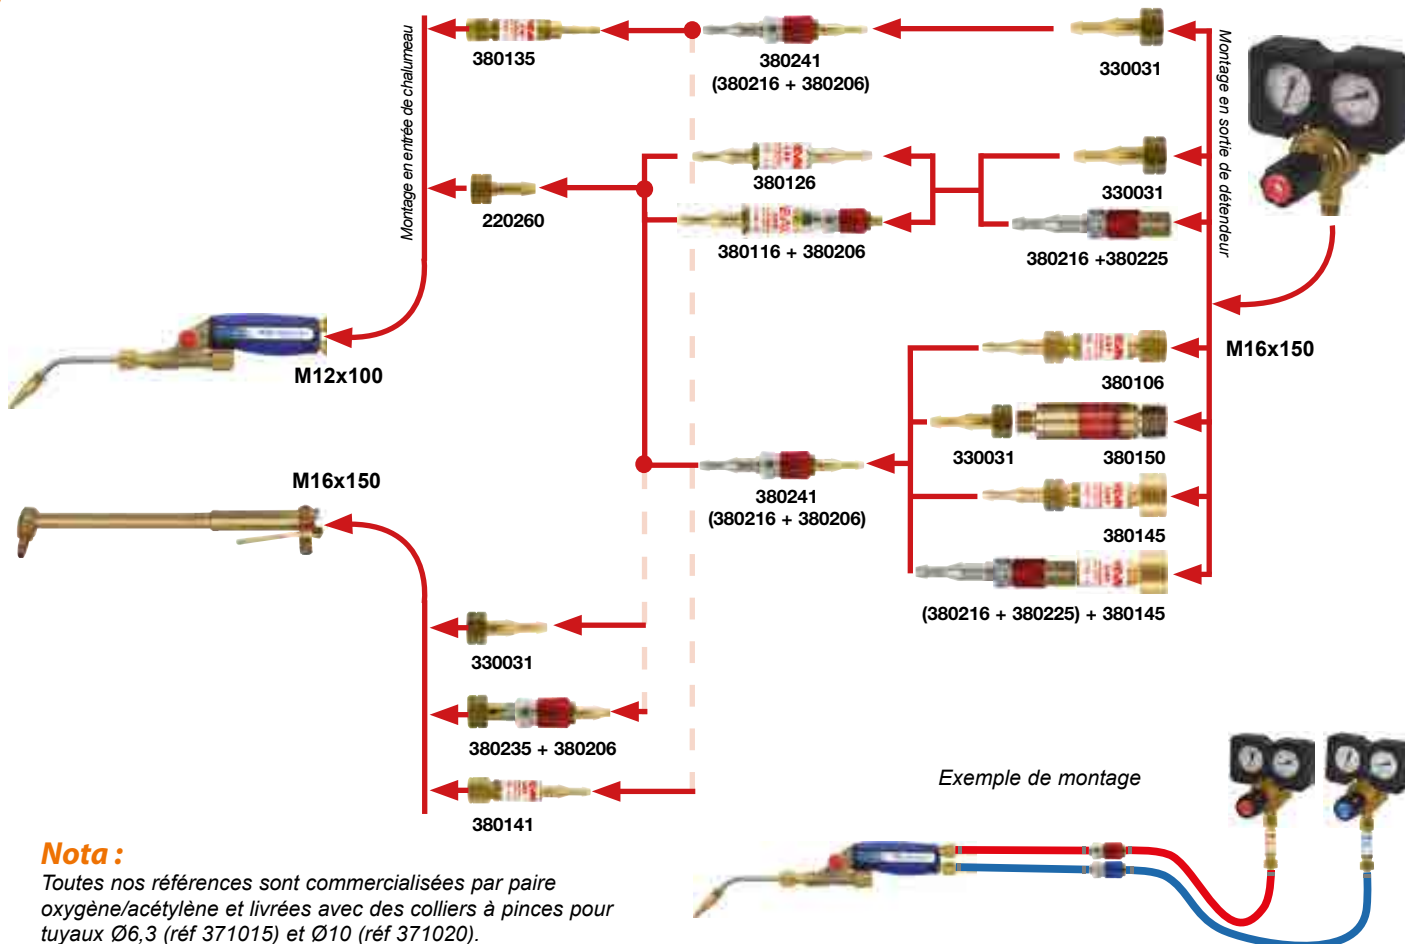 Montage en entrée de chalumeau
Montage en sortie de détendeur
380135
380241
(380216 + 380206)
330031
220260
380126
380116 + 380206
330031
380216 +380225
M12x100
M16x150
380106
330031
380150
380145
(380216 + 380225) + 380145
380241
(380216 + 380206)
M16x150
330031
380235 + 380206
380141
Exemple de montage
Nota :
Toutes nos références sont commercialisées par paire
oxygène/acétylène et livrées avec des colliers à pinces pour
tuyaux Ø6,3 (réf 371015) et Ø10 (réf 371020).